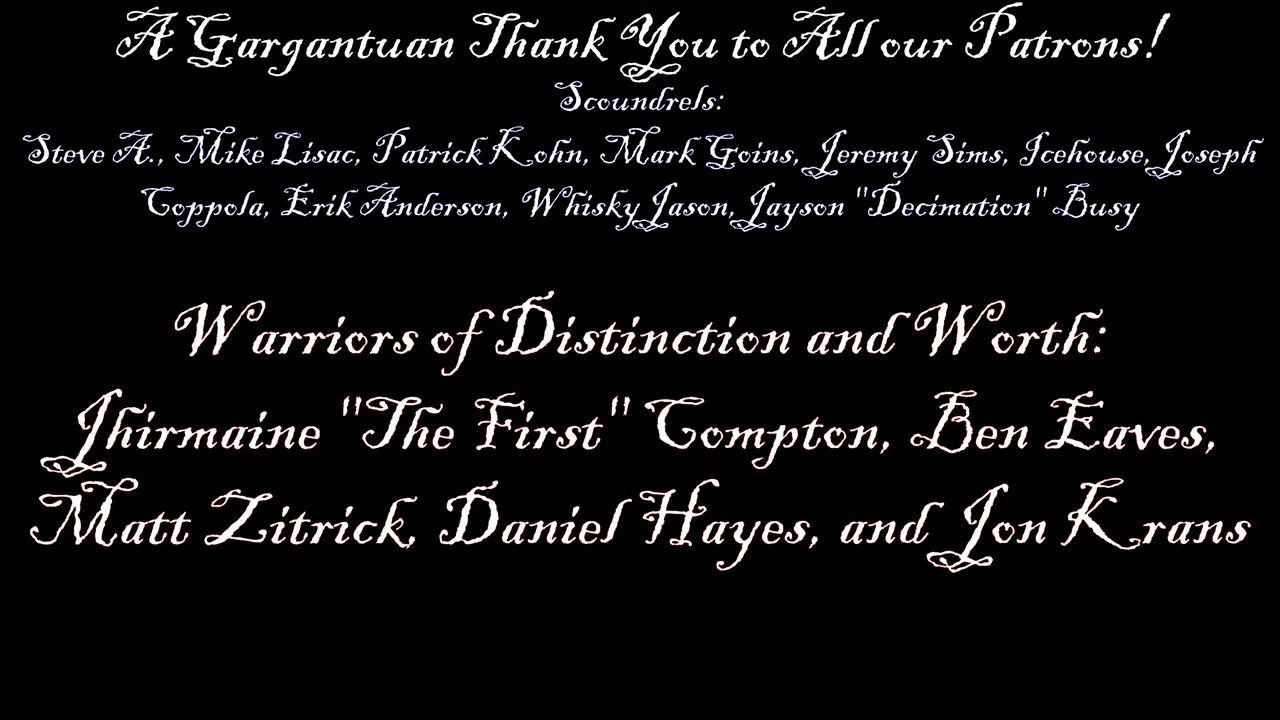 A Gargantuan Thank You to All our Patrons!
Scoundrels:
Steve A., Mike Lisac, Patrick Kohn, Mark Goins, Jeremy Sims, Icehouse, Joseph
Coppola, Erik Anderson, Whisky Jason, Jayson "Decimation" Busy
Warriors of Distinction and Worth:
Jhirmaine "The First" Compton, Ben Eaves,
Matt Zitrick, Daniel Hayes, and Jon Krans